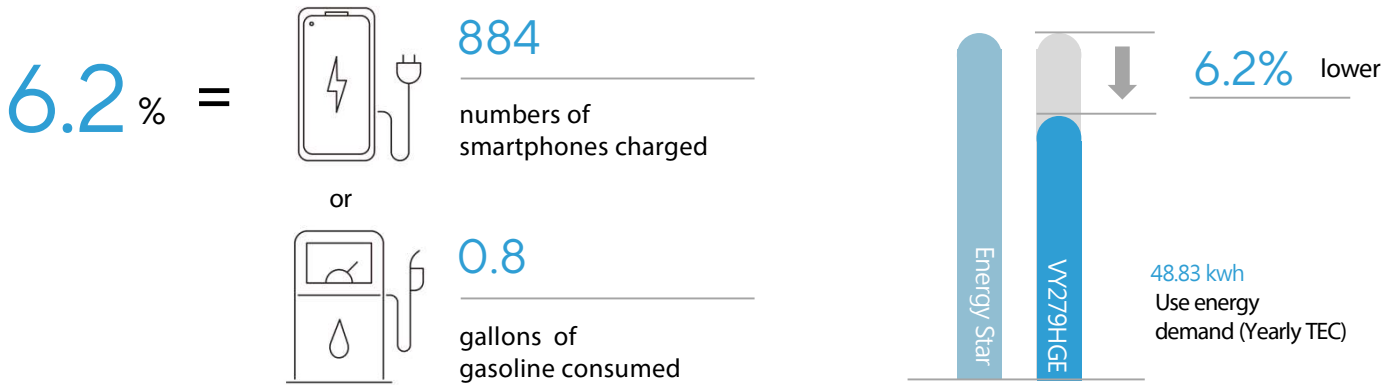 6.2 % =
884
numbers of
smartphones charged
or
0.8
gallons of
gasoline consumed
Energy Star
VY279HGE
6.2% lower
48.83 kwh
Use energy
demand (Yearly TEC)